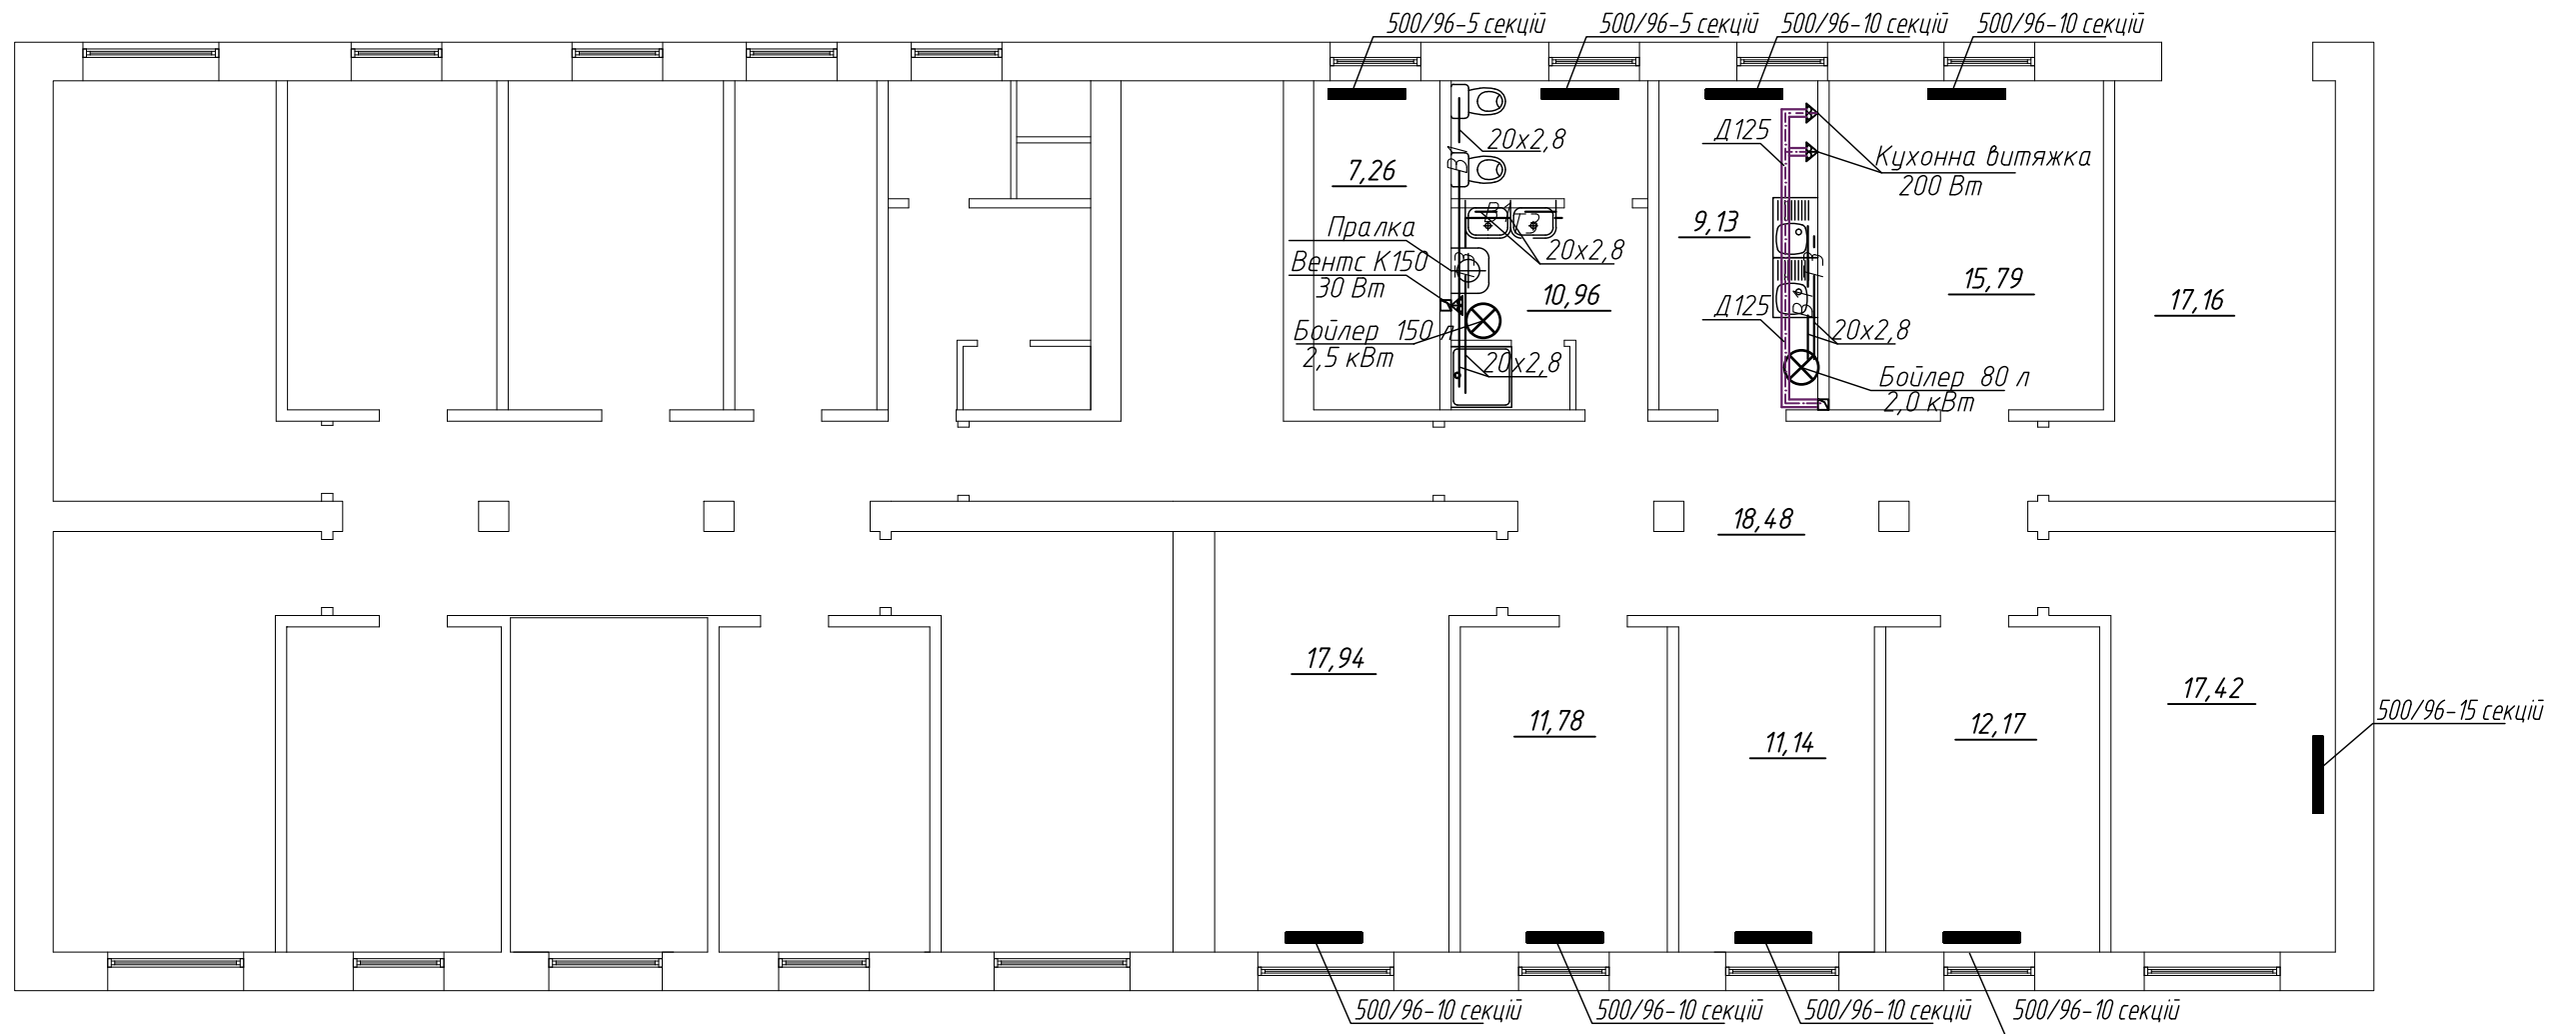 500/96-5 секцій
500/96-5 секцій
500/96-10 секцій
500/96-10 секцій
20x2,8
Д125
Кухонна витяжка
200 Вт
7,26
Пралка
9,13
20x2,8
Вентс К150
30 Вт
10,96
15,79
17,16
Д125
Бойлер 150 л
2,5 кВт
20x2,8
20x2,8
Бойлер 80 л
2,0 кВт
18,48
17,94
11,78
11,14
12,17
17,42
500/96-15 секцій
500/96-10 секцій
500/96-10 секцій
500/96-10 секцій
500/96-10 секцій